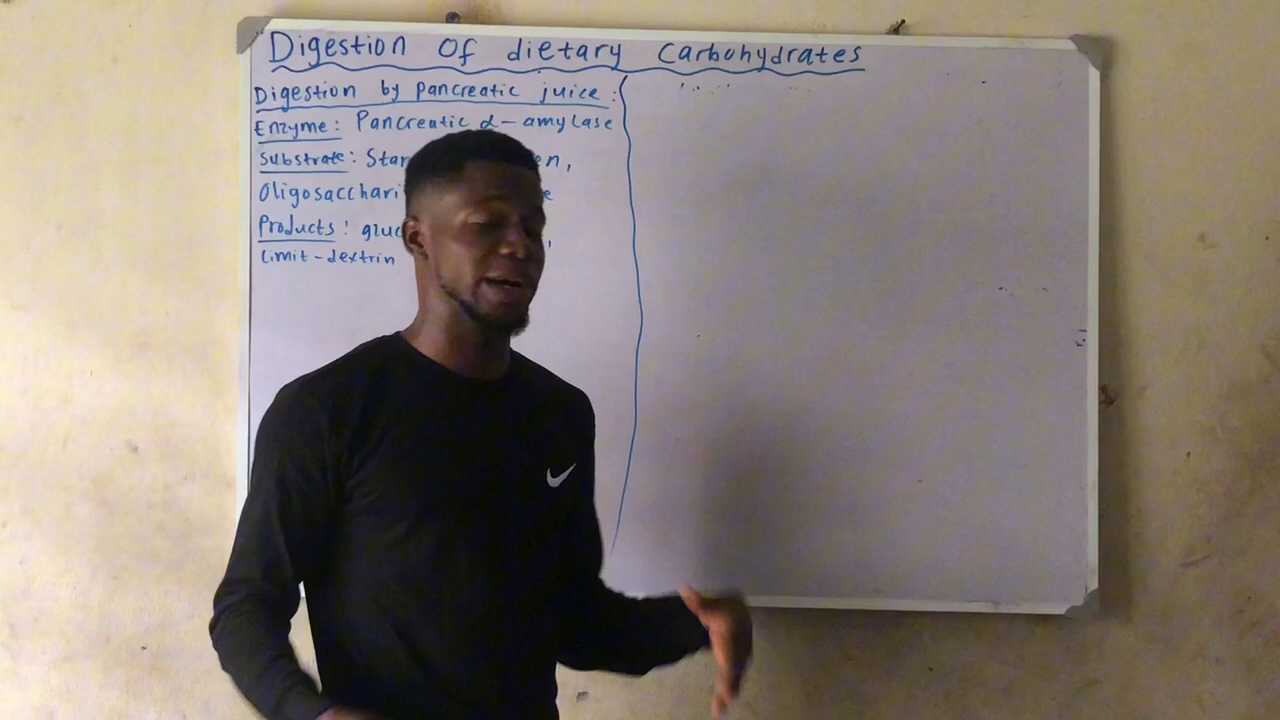 Digestion Of dietary Carbohydrates
Digestion by pancreatic juice:
Enzyme: Pancreatic α-amylase
Substrate: Star en,
Oligosacchari e
Products: gluc ,
Limit-dextrin